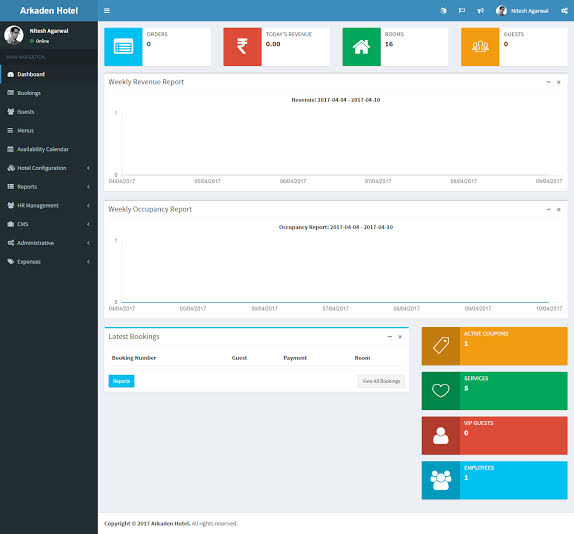 Arkaden Hotel
Nitesh Agarwal
Nitesh Agarwal
Online
MAIN NAVIGATION
Dashboard
Bookings
Guests
Menus
Availability Calendar
Hotel Configuration
Reports
HR Management
CMS
Administrative
Expenses
ORDERS
0
TODAY'S REVENUE
0.00
ROOMS
16
GUESTS
0
Weekly Revenue Report
Revenue: 2017-04-04 - 2017-04-10
1
0
04/04/2017 05/04/2017 06/04/2017 07/04/2017 08/04/2017 09/04/2017
Weekly Occupancy Report
Occupancy Report: 2017-04-04 - 2017-04-10
1
0
04/04/2017 05/04/2017 06/04/2017 07/04/2017 08/04/2017 09/04/2017 10/04/2017
Latest Bookings
Booking Number Guest Payment Room
Reports View All Bookings
ACTIVE COUPONS
1
SERVICES
5
VIP GUESTS
0
EMPLOYEES
1
Copyright © 2017 Arkaden Hotel. All rights reserved.